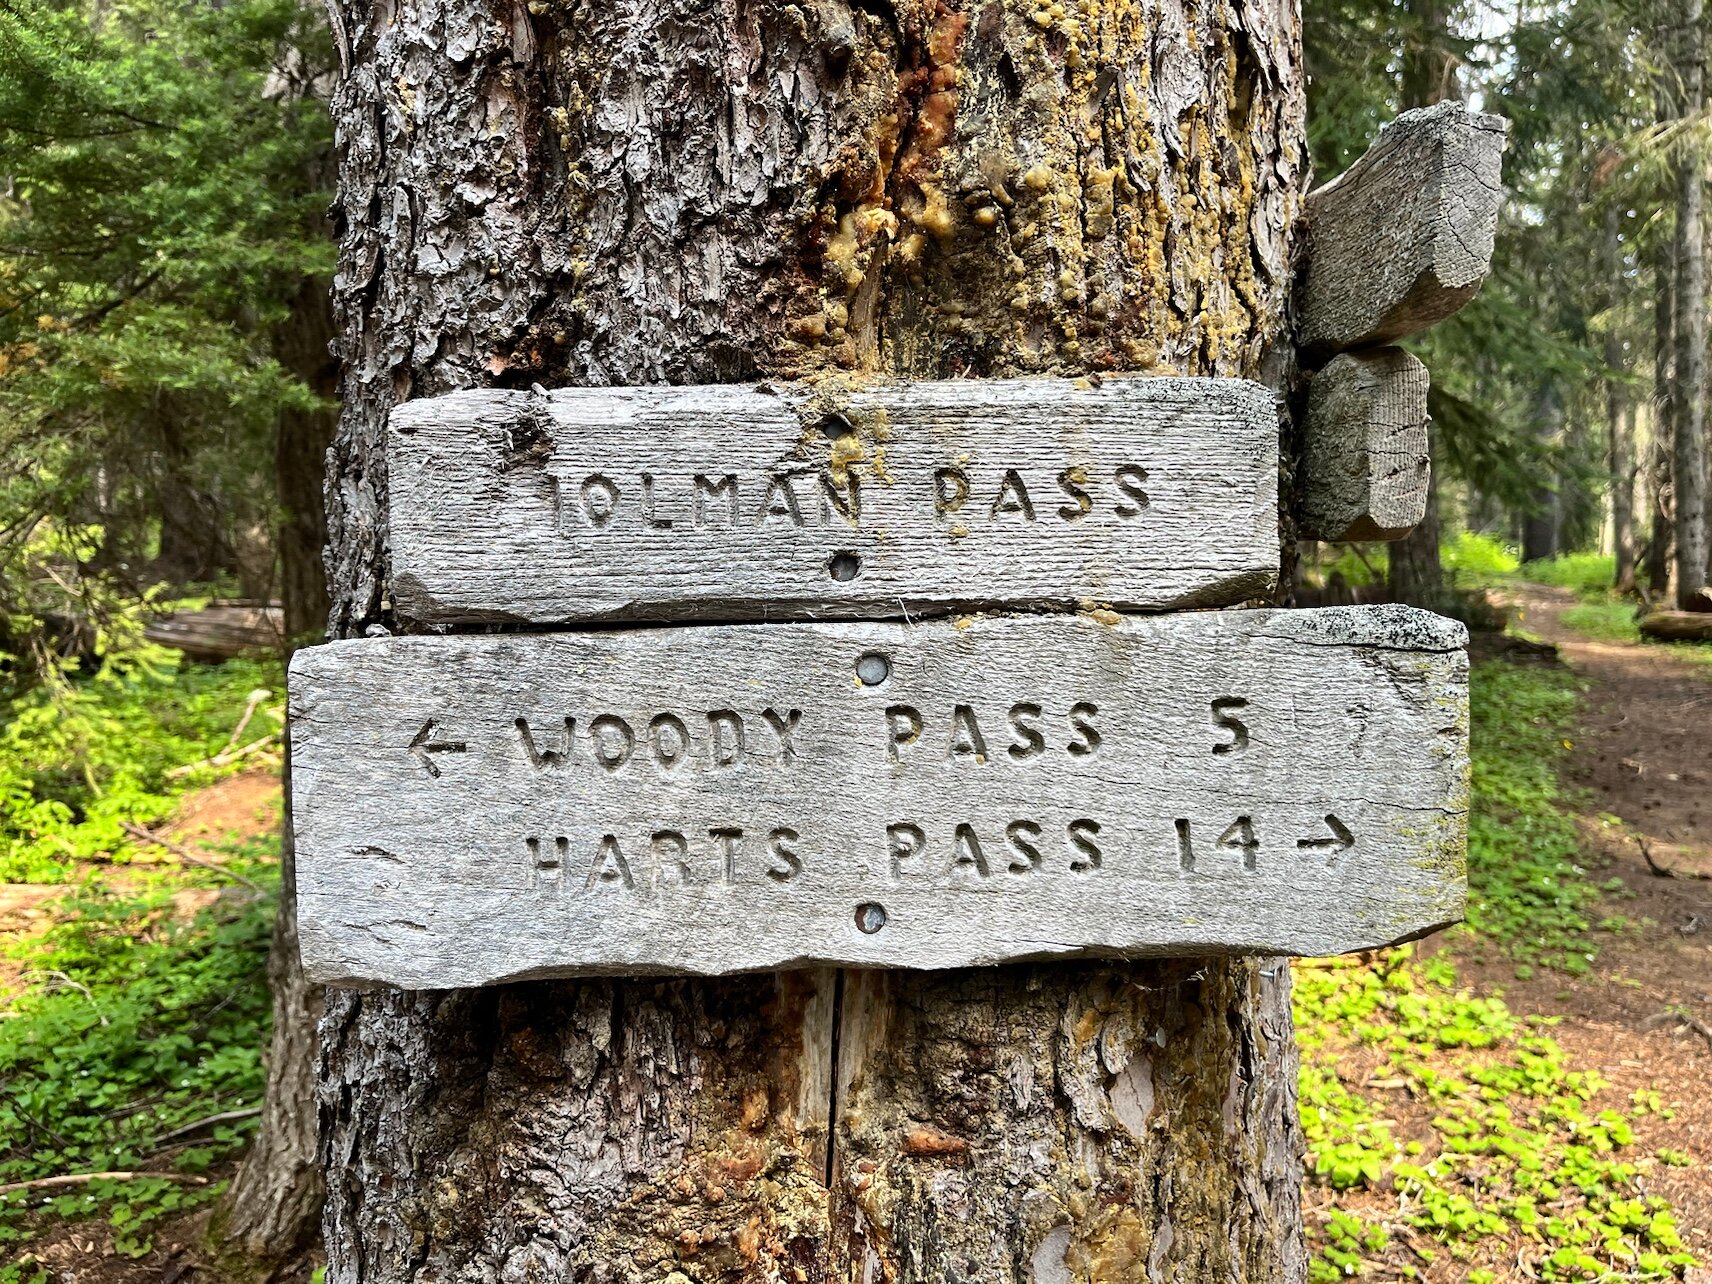 HOLMAN PASS
← WOODY PASS 5
HARTS PASS 14 →